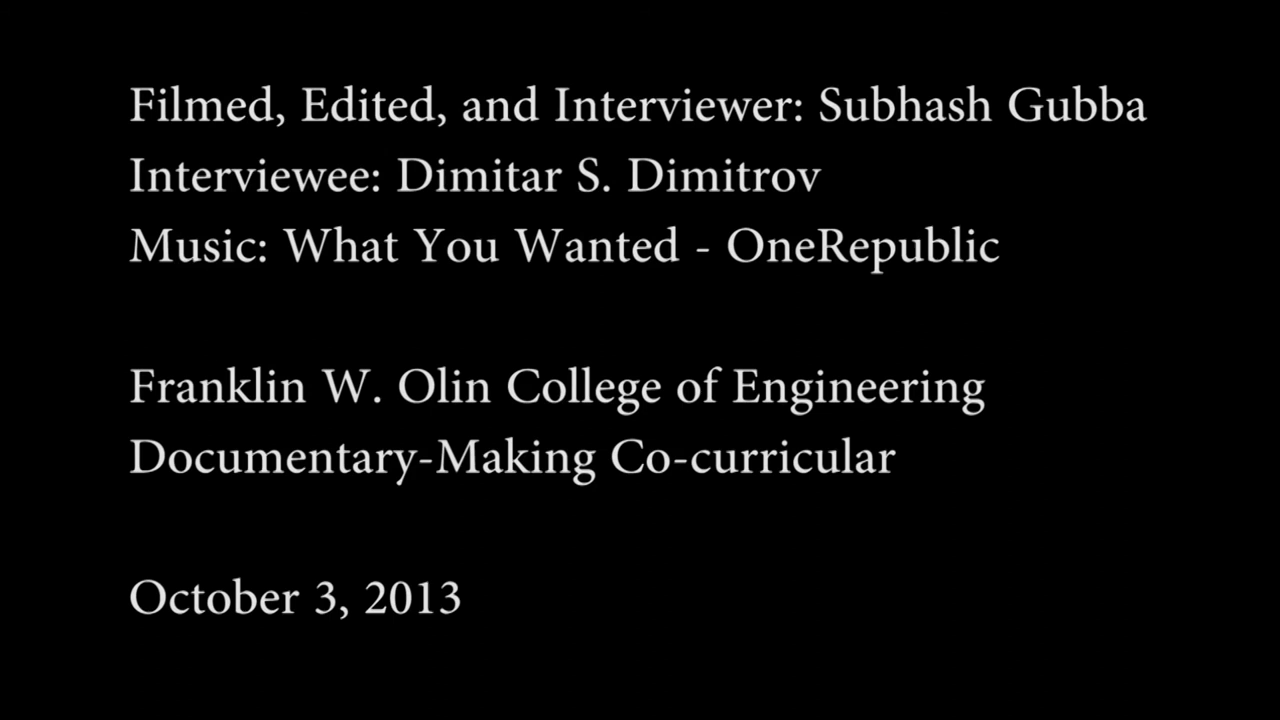 Filmed, Edited, and Interviewer: Subhash Gubba
Interviewee: Dimitar S. Dimitrov
Music: What You Wanted - OneRepublic
Franklin W. Olin College of Engineering
Documentary-Making Co-curricular
October 3, 2013